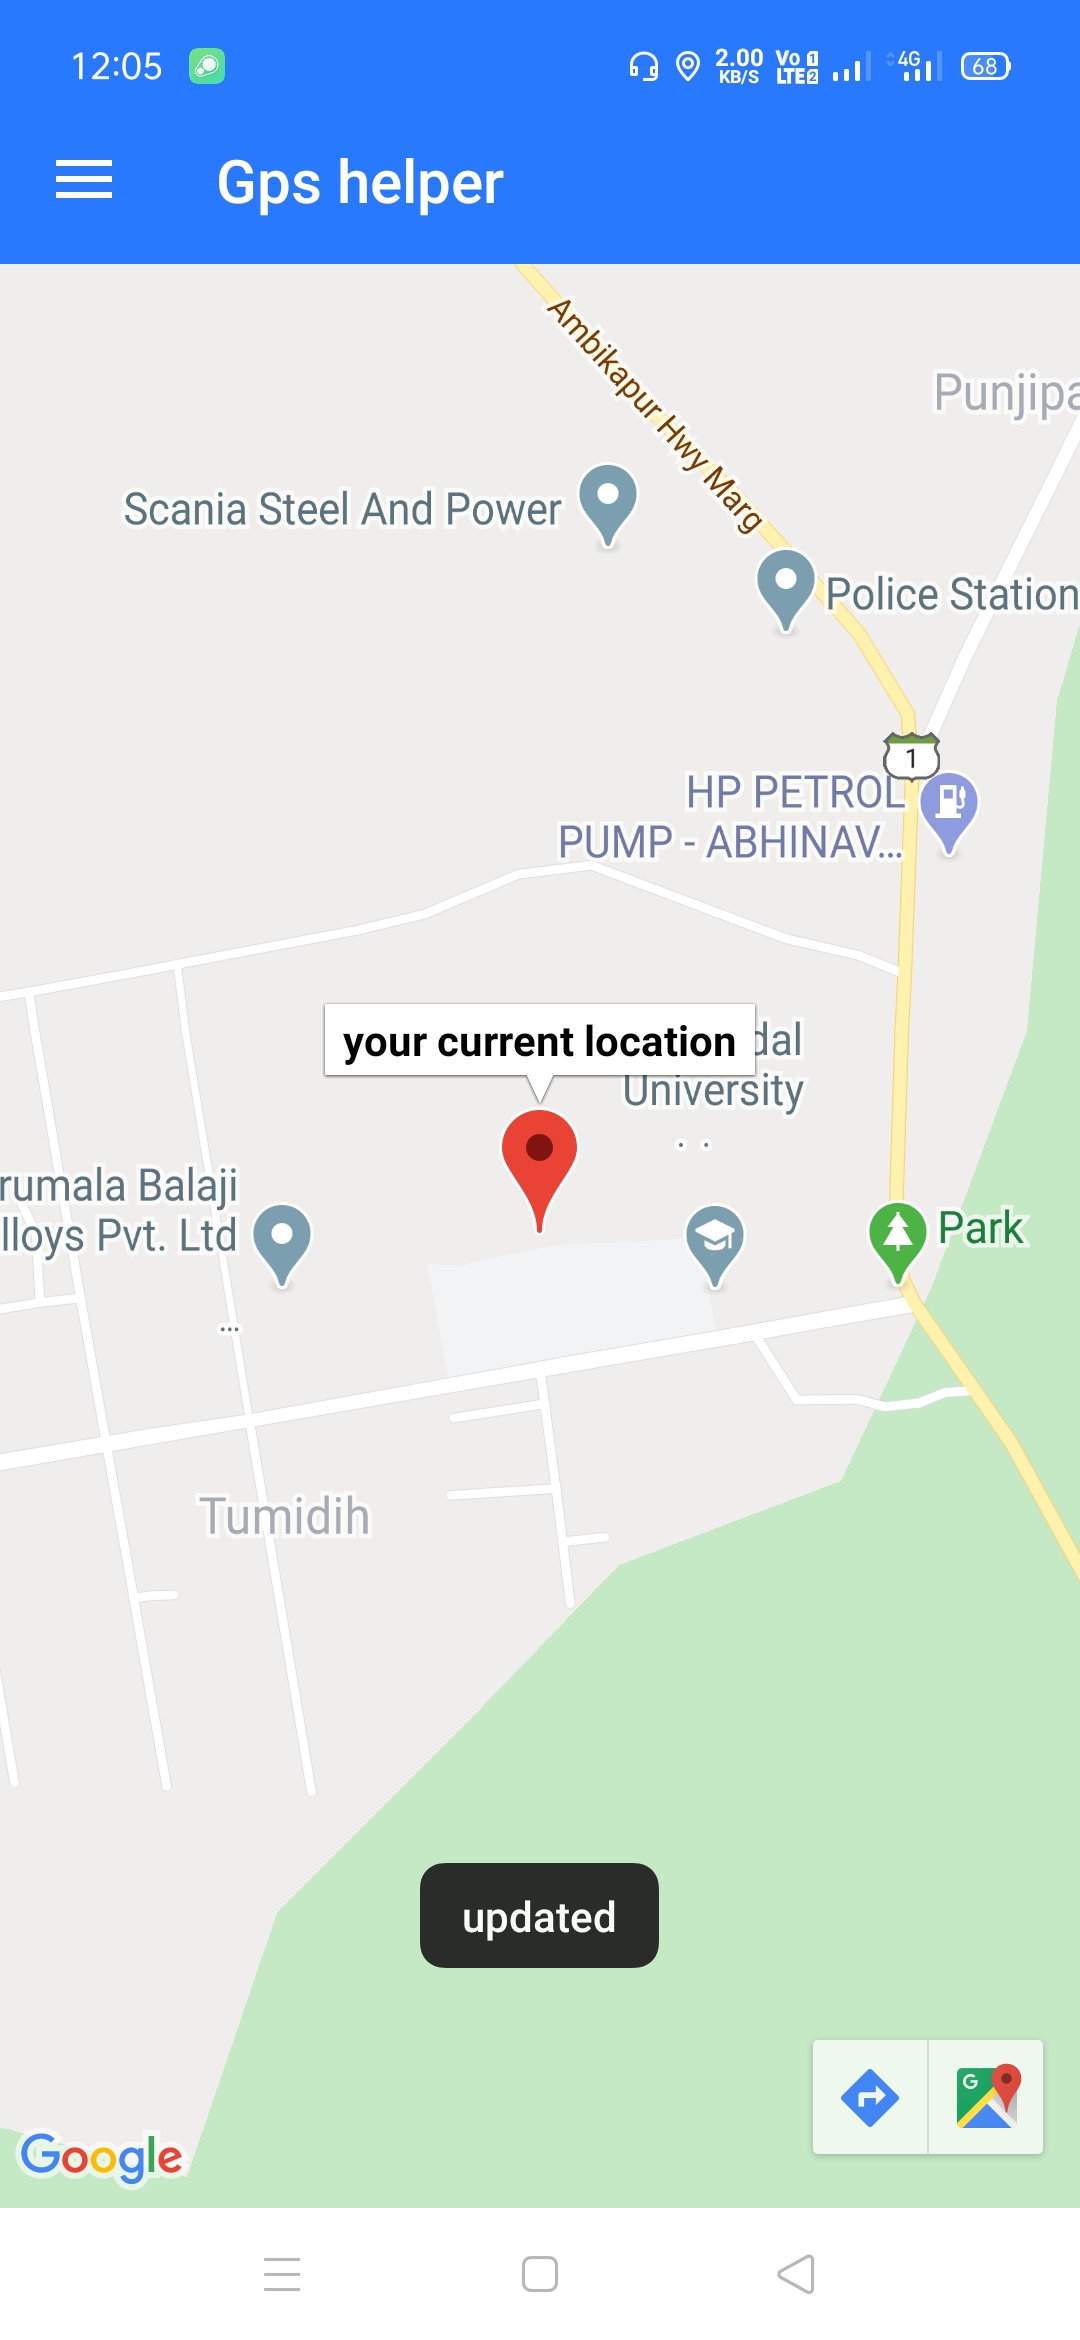 12:05
2.00 KB/S
Vo 1 LTE 2
4G
68
Gps helper
Ambikapur Hwy Marg
Punjipa
Scania Steel And Power
Police Station
1
HP PETROL
PUMP - ABHINAV...
your current location
dal
University
rumala Balaji
lloys Pvt. Ltd
...
Park
Tumidih
updated
G
Google